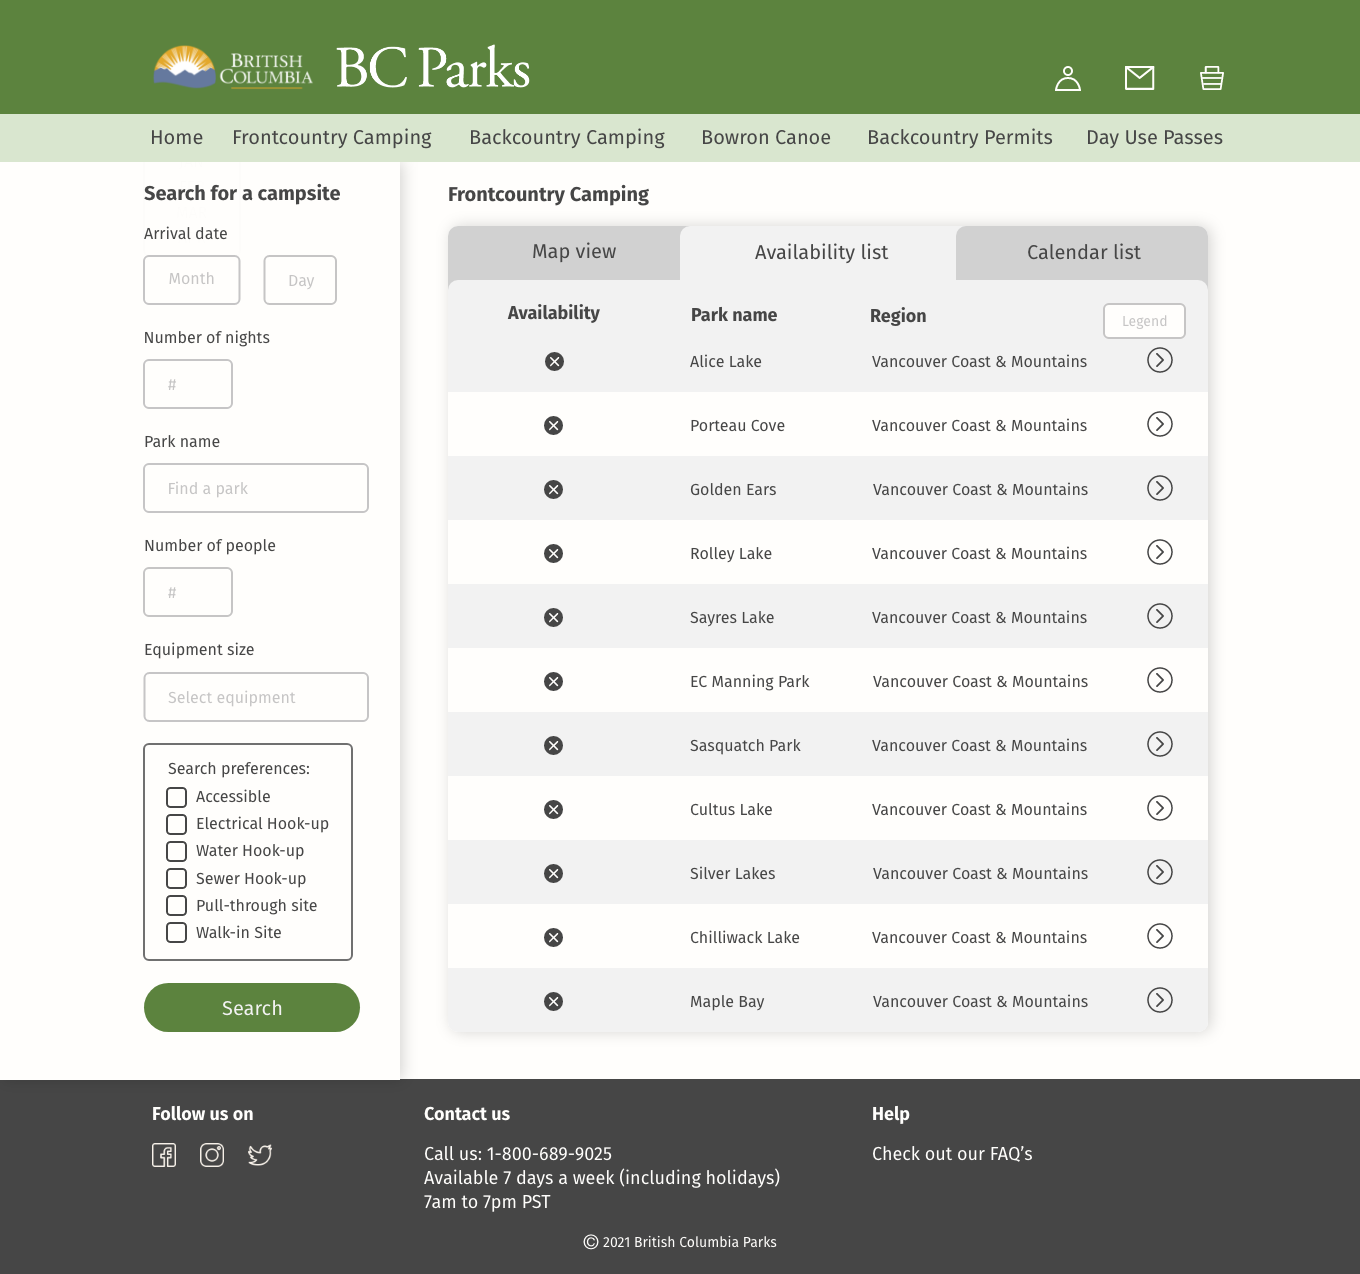 BRITISH
COLUMBIA
BC Parks
Home Frontcountry Camping Backcountry Camping Bowron Canoe Backcountry Permits Day Use Passes
Search for a campsite
Arrival date
Month Day
Number of nights
#
Park name
Find a park
Number of people
#
Equipment size
Select equipment
Search preferences:
Accessible
Electrical Hook-up
Water Hook-up
Sewer Hook-up
Pull-through site
Walk-in Site
Search
Frontcountry Camping
Map view Availability list Calendar list
Availability Park name Region Legend
Alice Lake Vancouver Coast & Mountains
Porteau Cove Vancouver Coast & Mountains
Golden Ears Vancouver Coast & Mountains
Rolley Lake Vancouver Coast & Mountains
Sayres Lake Vancouver Coast & Mountains
EC Manning Park Vancouver Coast & Mountains
Sasquatch Park Vancouver Coast & Mountains
Cultus Lake Vancouver Coast & Mountains
Silver Lakes Vancouver Coast & Mountains
Chilliwack Lake Vancouver Coast & Mountains
Maple Bay Vancouver Coast & Mountains
Follow us on
Contact us
Call us: 1-800-689-9025
Available 7 days a week (including holidays)
7am to 7pm PST
Help
Check out our FAQ’s
© 2021 British Columbia Parks